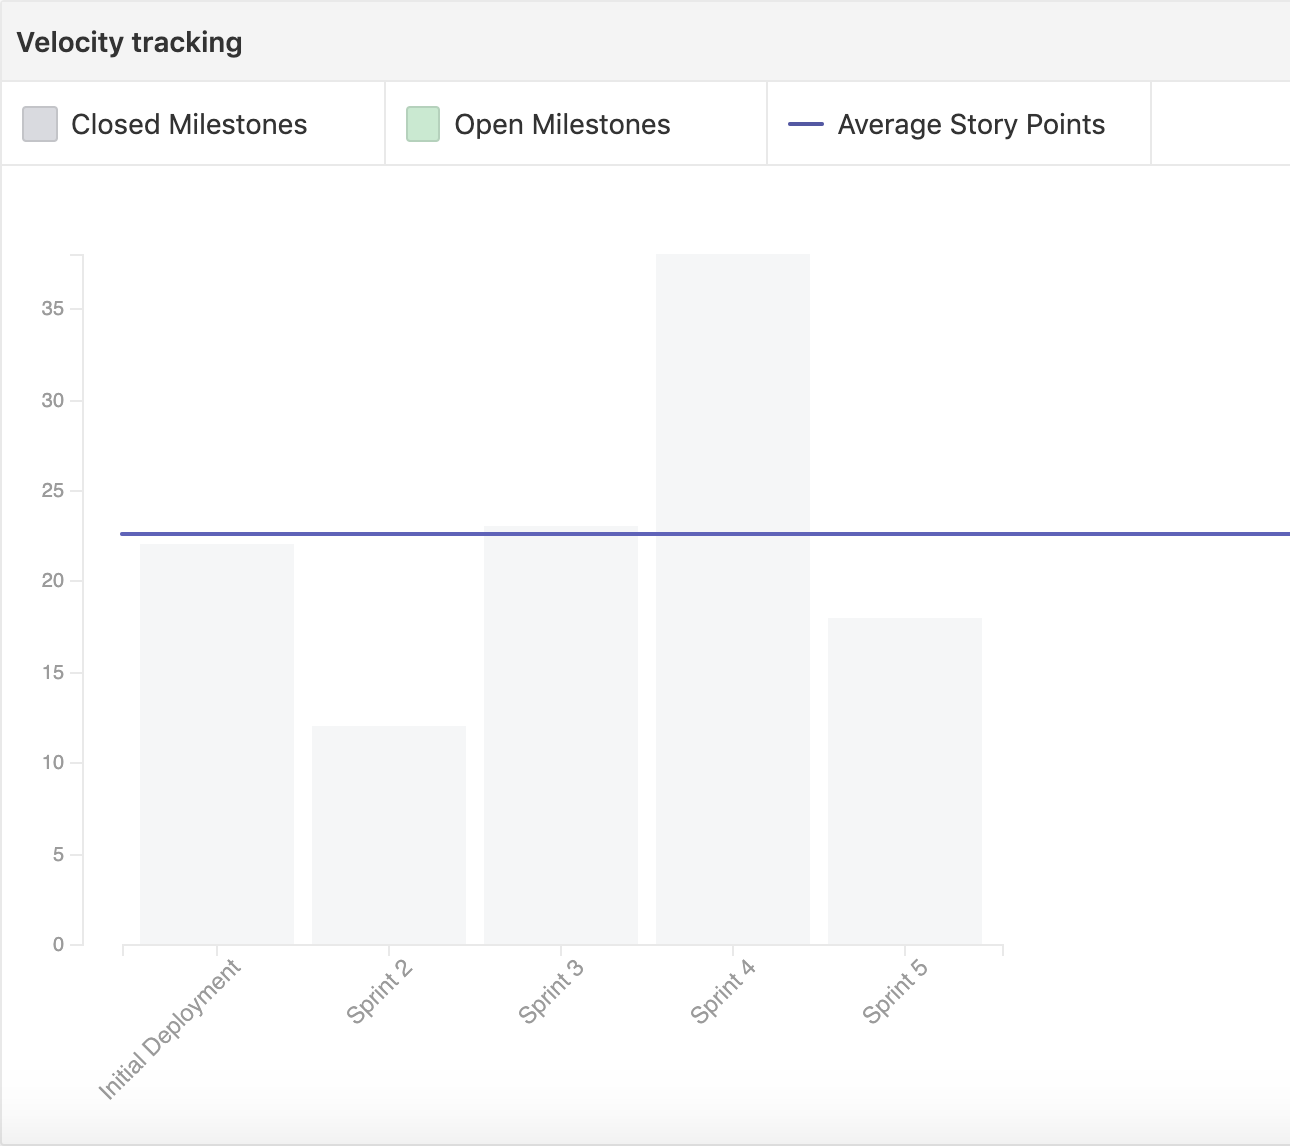 Velocity tracking
Closed Milestones
Open Milestones
Average Story Points
35
30
25
20
15
10
5
0
Initial Deployment
Sprint 2
Sprint 3
Sprint 4
Sprint 5